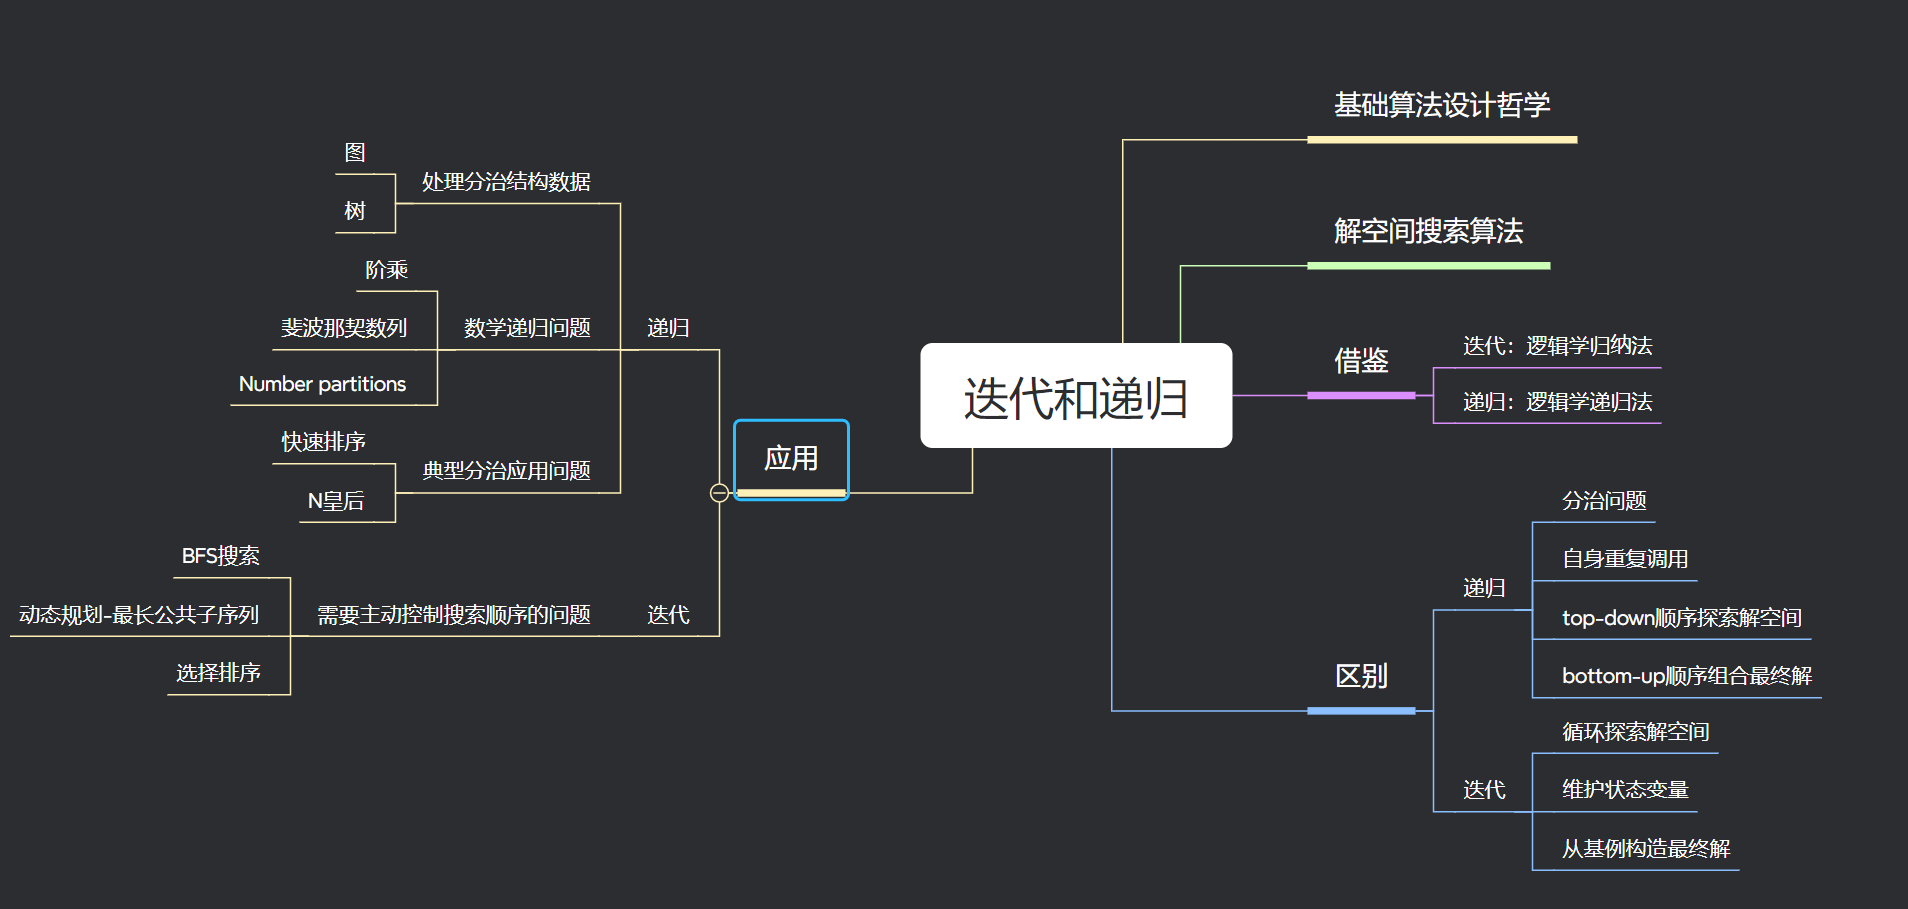 迭代和递归
基础算法设计哲学
解空间搜索算法
借鉴
迭代：逻辑学归纳法
递归：逻辑学递归法
区别
递归
分治问题
自身重复调用
top-down顺序探索解空间
bottom-up顺序组合最终解
迭代
循环探索解空间
维护状态变量
从基例构造最终解
应用
递归
处理分治结构数据
图
树
数学递归问题
阶乘
斐波那契数列
Number partitions
典型分治应用问题
快速排序
N皇后
迭代
需要主动控制搜索顺序的问题
BFS搜索
动态规划-最长公共子序列
选择排序